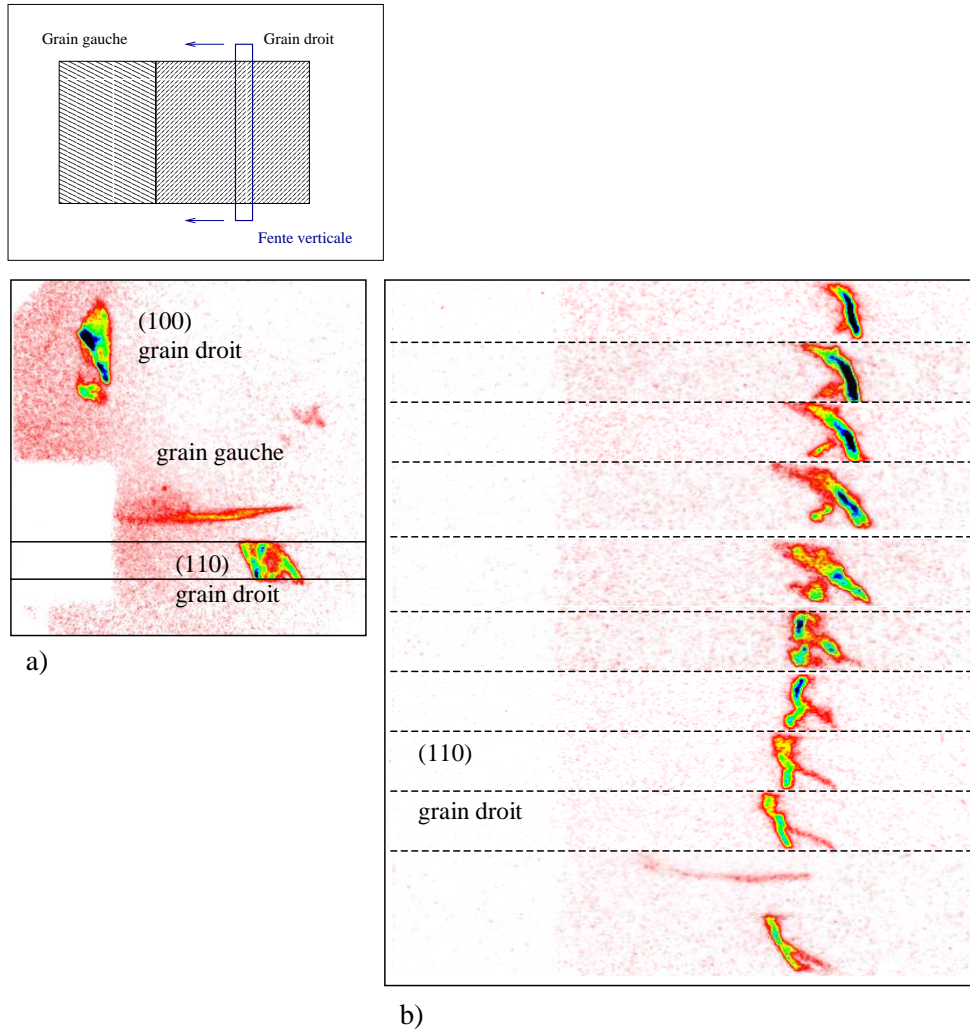 Grain gauche
Grain droit
Fente verticale
(100)
grain droit
grain gauche
(110)
grain droit
a)
(110)
grain droit
b)